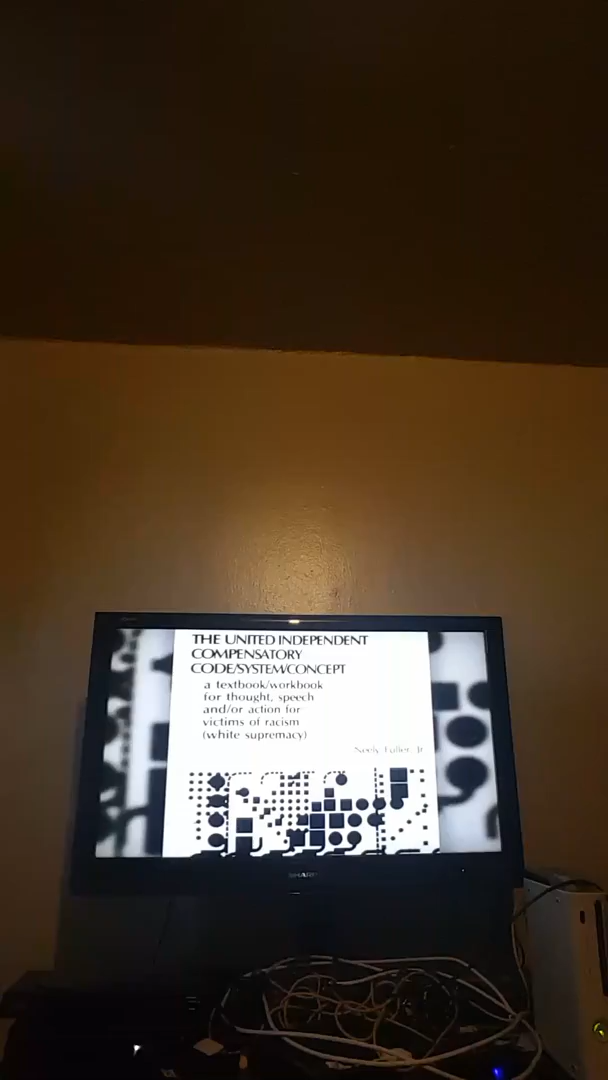 THE UNITED INDEPENDENT
COMPENSATORY
CODE/SYSTEM/CONCEPT
a textbook/workbook
for thought, speech
and/or action for
victims of racism
(white supremacy)
Neely Fuller, Jr.
SHARP